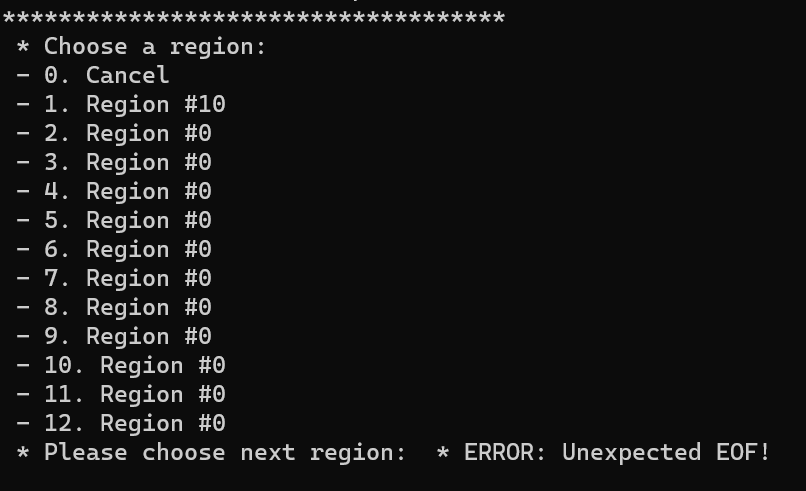 ************************************
* Choose a region:
- 0. Cancel
- 1. Region #10
- 2. Region #0
- 3. Region #0
- 4. Region #0
- 5. Region #0
- 6. Region #0
- 7. Region #0
- 8. Region #0
- 9. Region #0
- 10. Region #0
- 11. Region #0
- 12. Region #0
* Please choose next region:  * ERROR: Unexpected EOF!